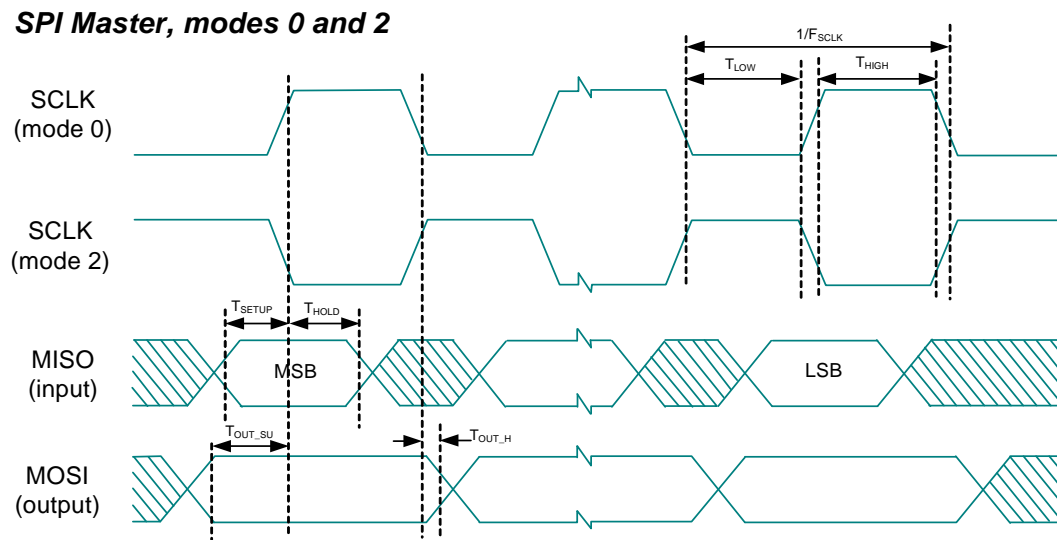 SPI Master, modes 0 and 2
1/FSCLK
TLOW
THIGH
SCLK
(mode 0)
SCLK
(mode 2)
TSETUP
THOLD
MISO
(input)
MSB
LSB
TOUT_SU
TOUT_H
MOSI
(output)